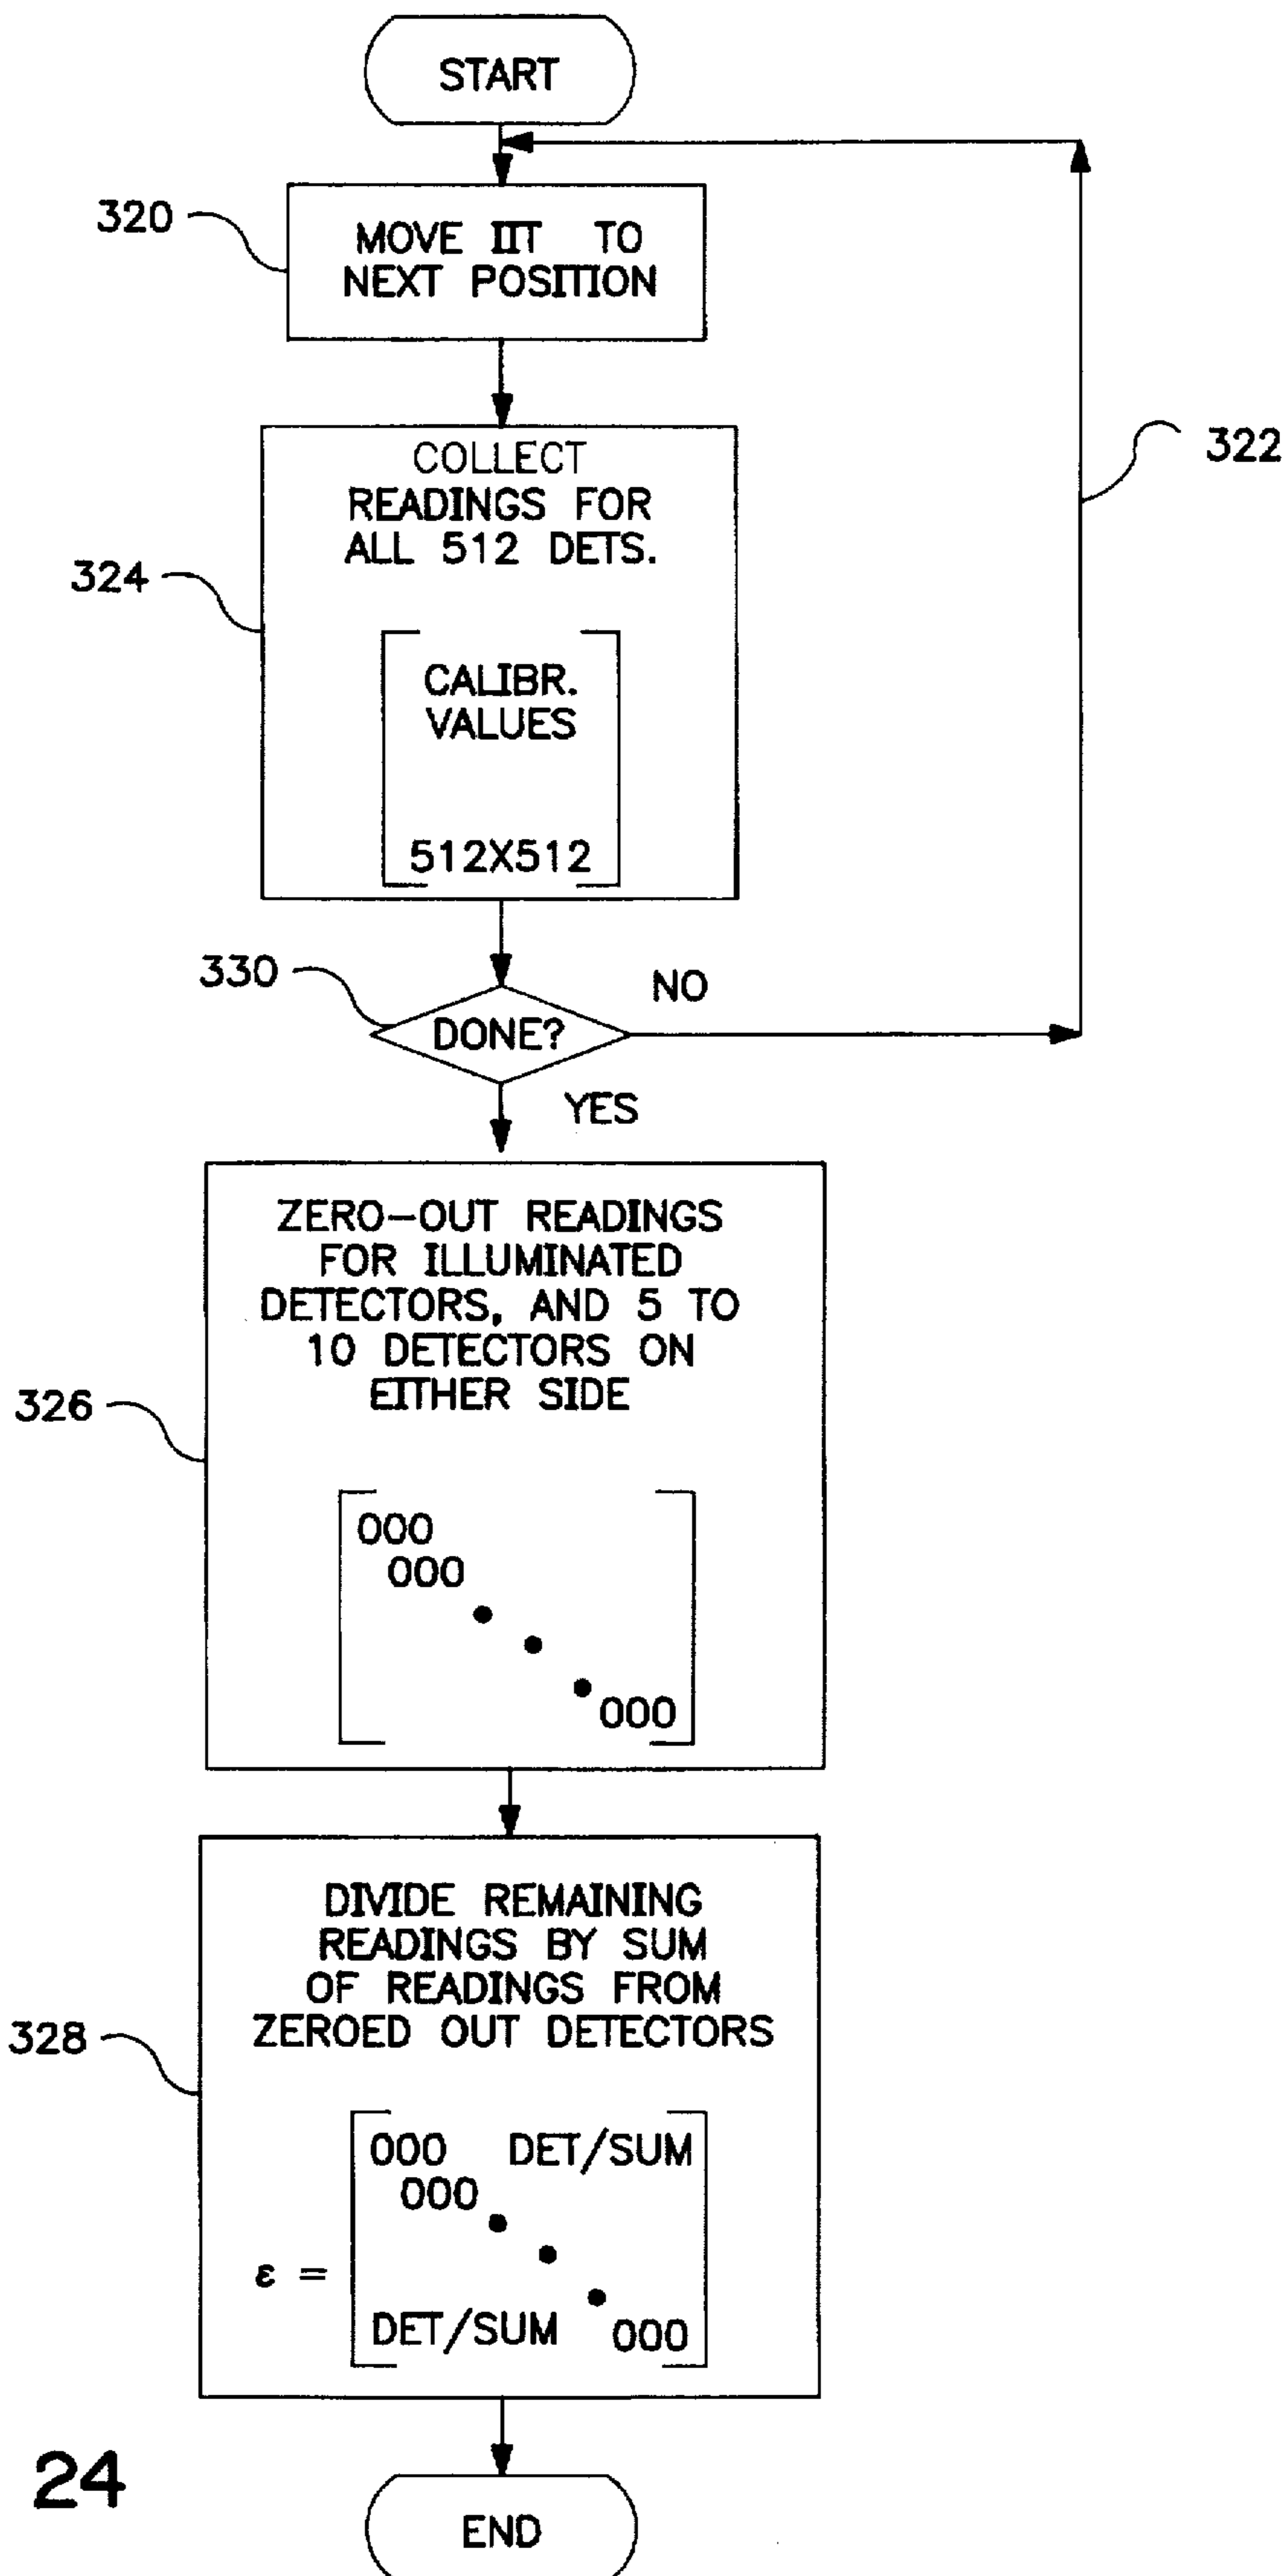 START
320
MOVE IIT TO
NEXT POSITION
322
324
COLLECT
READINGS FOR
ALL 512 DETS.
CALIBR.
VALUES
512X512
330
DONE?
NO
YES
326
ZERO-OUT READINGS
FOR ILLUMINATED
DETECTORS, AND 5 TO
10 DETECTORS ON
EITHER SIDE
000
000
000
328
DIVIDE REMAINING
READINGS BY SUM
OF READINGS FROM
ZEROED OUT DETECTORS
000 DET/SUM
000
ε =
DET/SUM 000
24
END